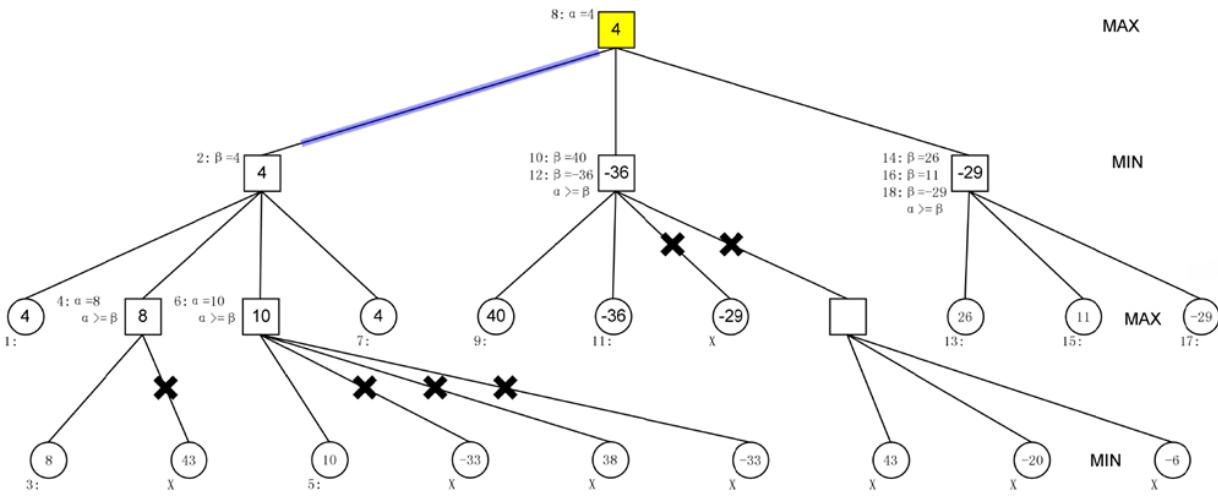 8: α=4
4
MAX
2: β=4
4
10: β=40
12: β=-36
α >= β
-36
14: β=26
16: β=11
18: β=-29
α >= β
-29
MIN
4
1:
4: α=8
α >= β
8
6: α=10
α >= β
10
4
7:
40
9:
-36
11:
-29
X
26
13:
11
15:
MAX
-29
17:
8
3:
43
X
10
5:
-33
X
38
X
-33
X
43
X
-20
X
MIN
-6
X